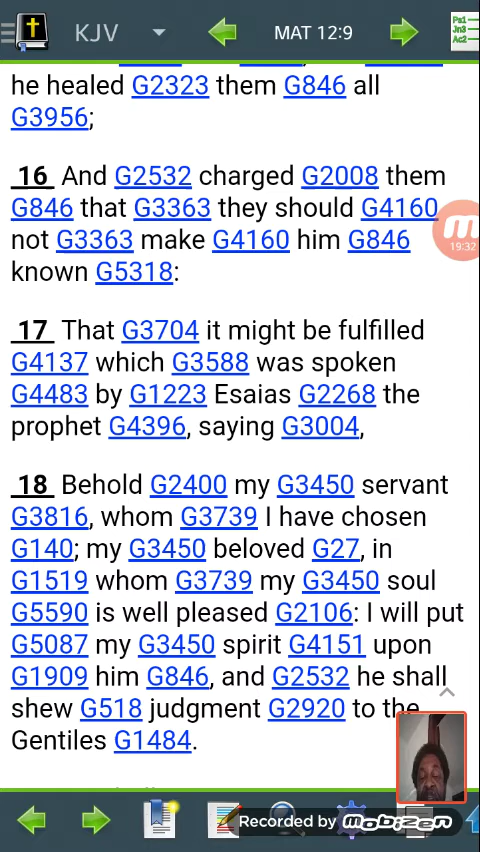 KJV MAT 12:9 Ps1
Jn3
Ac2
he healed G2323 them G846 all
G3956;
16 And G2532 charged G2008 them
G846 that G3363 they should G4160
not G3363 make G4160 him G846
19:32
known G5318:
17 That G3704 it might be fulfilled
G4137 which G3588 was spoken
G4483 by G1223 Esaias G2268 the
prophet G4396, saying G3004,
18 Behold G2400 my G3450 servant
G3816, whom G3739 I have chosen
G140; my G3450 beloved G27, in
G1519 whom G3739 my G3450 soul
G5590 is well pleased G2106: I will put
G5087 my G3450 spirit G4151 upon
G1909 him G846, and G2532 he shall
shew G518 judgment G2920 to the
Gentiles G1484.
Recorded by mobizen